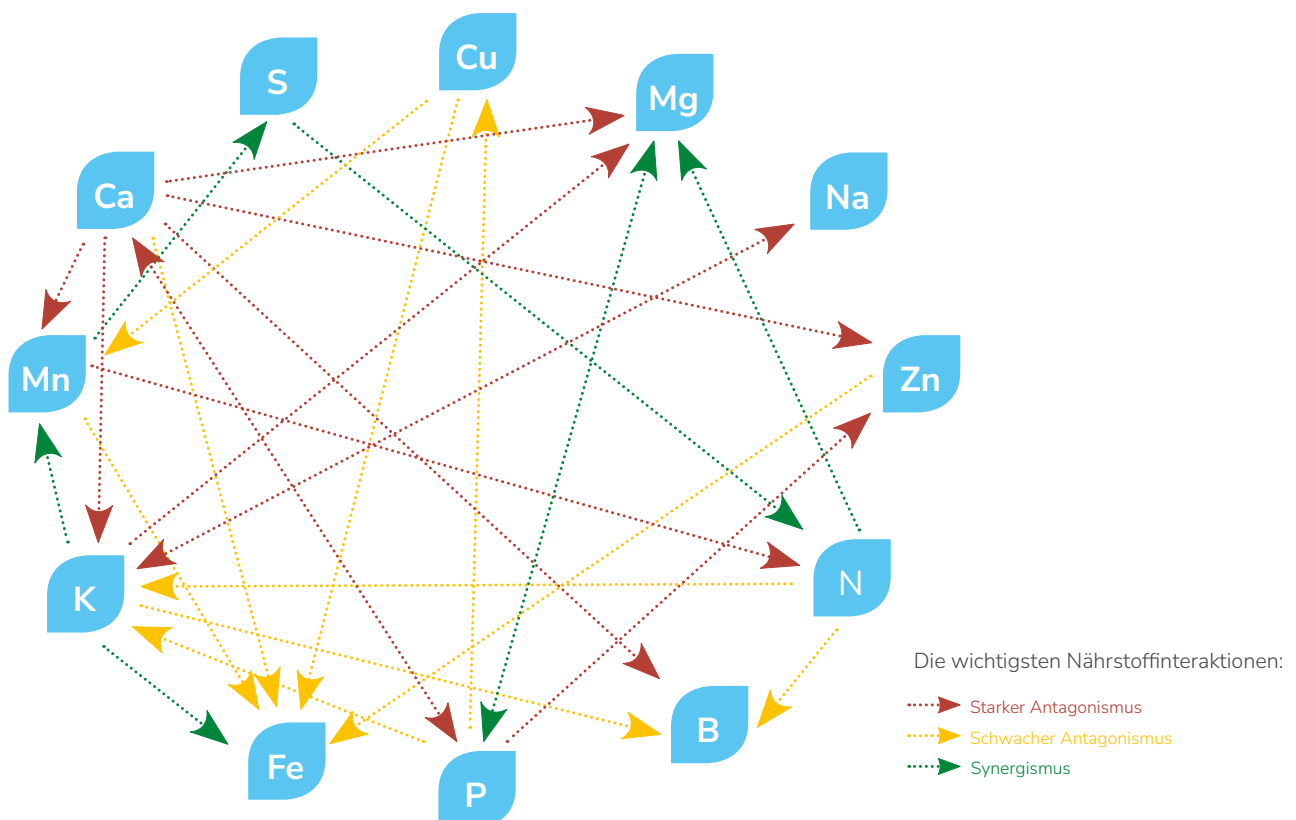 Cu
S
Mg
Ca
Na
Mn
Zn
K
N
Die wichtigsten Nährstoffinteraktionen:
Starker Antagonismus
Schwacher Antagonismus
Synergismus
B
Fe
P